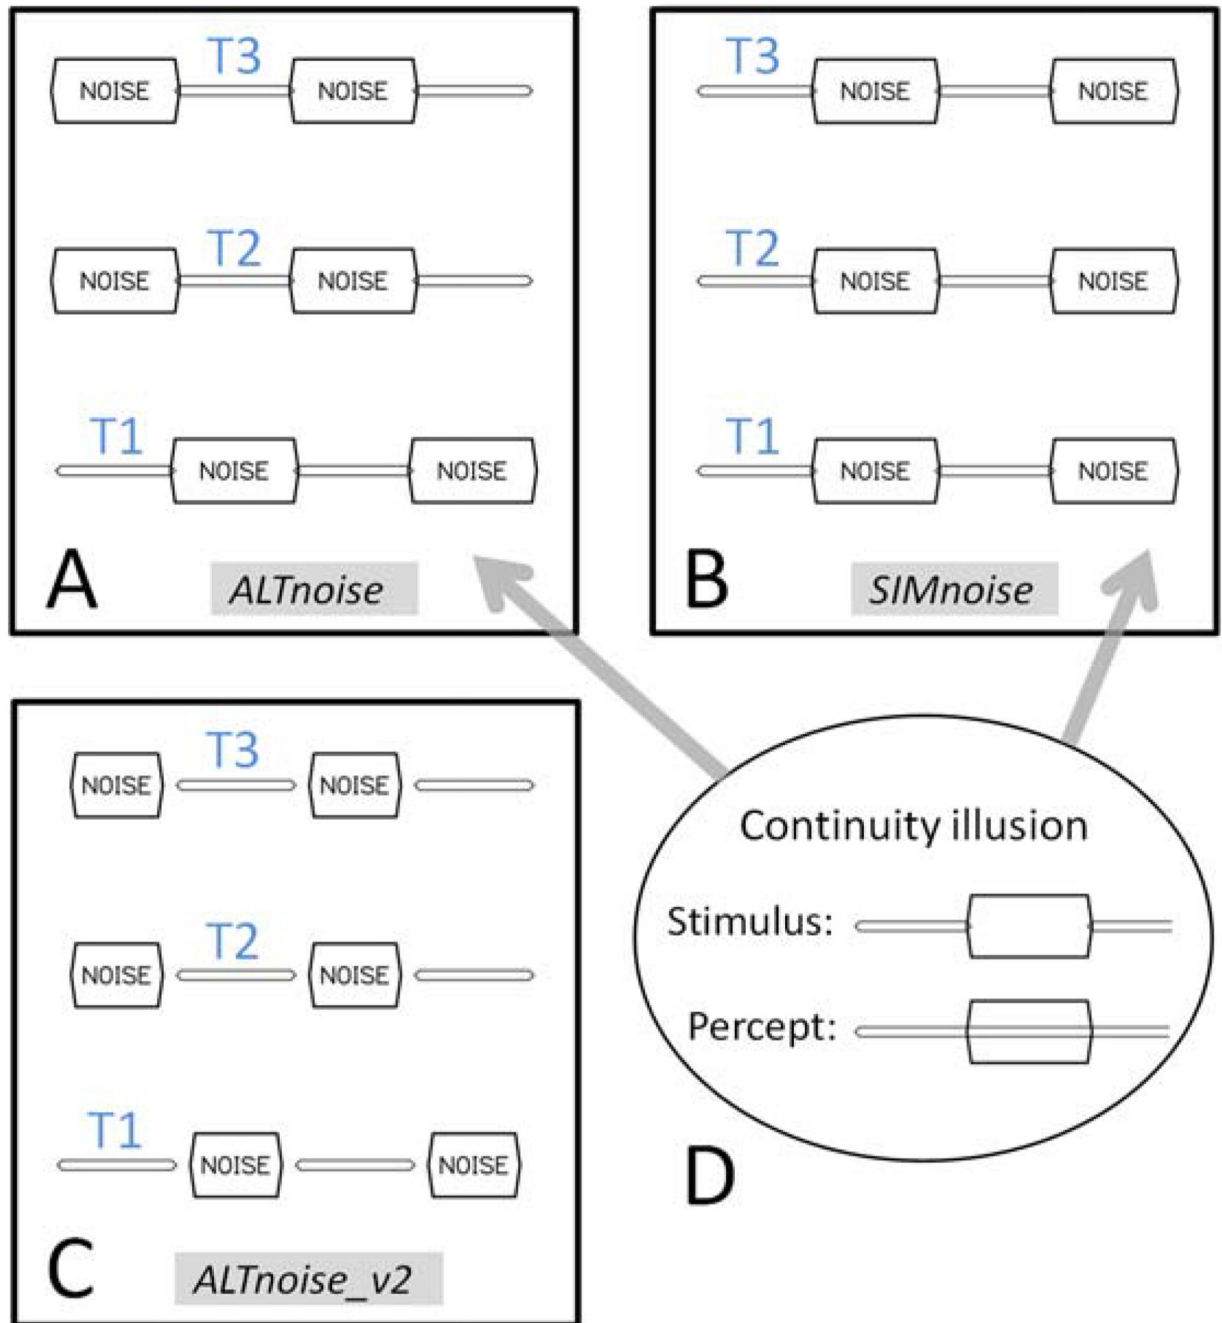 T3
NOISE NOISE
T2
NOISE NOISE
T1
NOISE NOISE
A
ALTnoise
T3
NOISE NOISE
T2
NOISE NOISE
T1
NOISE NOISE
B
SIMnoise
T3
NOISE NOISE
T2
NOISE NOISE
T1
NOISE NOISE
C
ALTnoise_v2
Continuity illusion
Stimulus:
Percept:
D